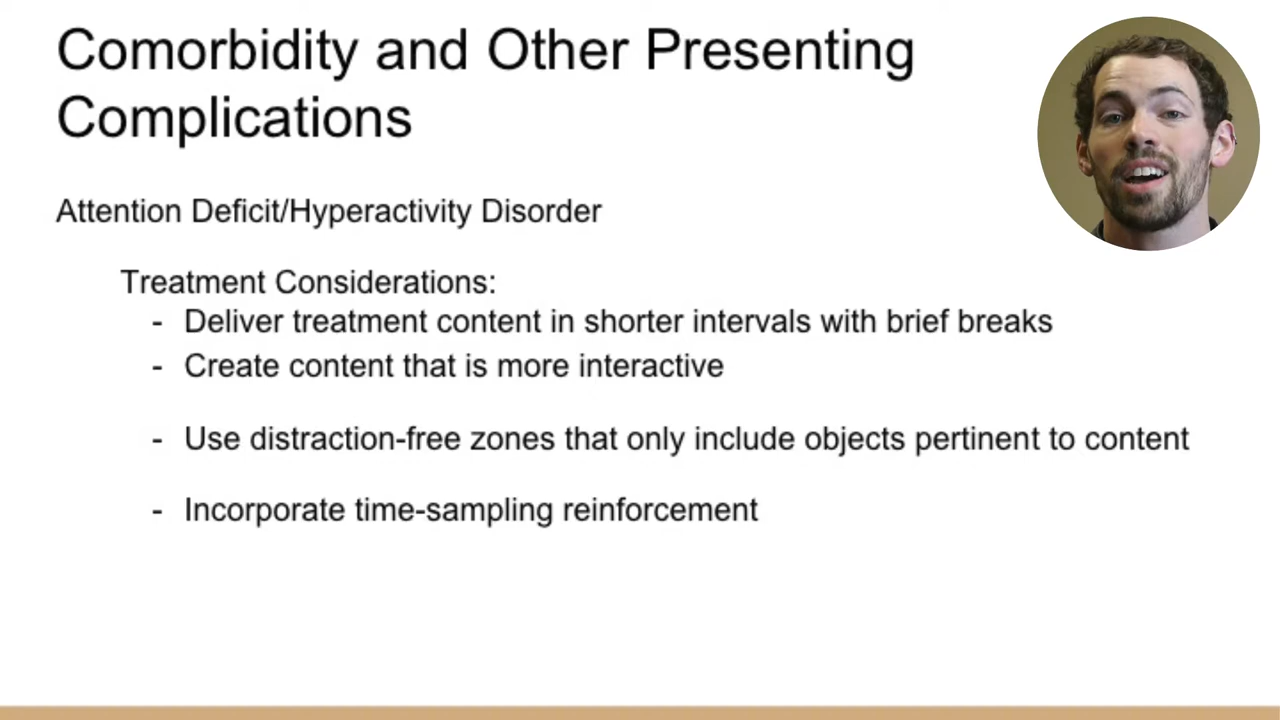 Comorbidity and Other Presenting
Complications
Attention Deficit/Hyperactivity Disorder
Treatment Considerations:
- Deliver treatment content in shorter intervals with brief breaks
- Create content that is more interactive
- Use distraction-free zones that only include objects pertinent to content
- Incorporate time-sampling reinforcement